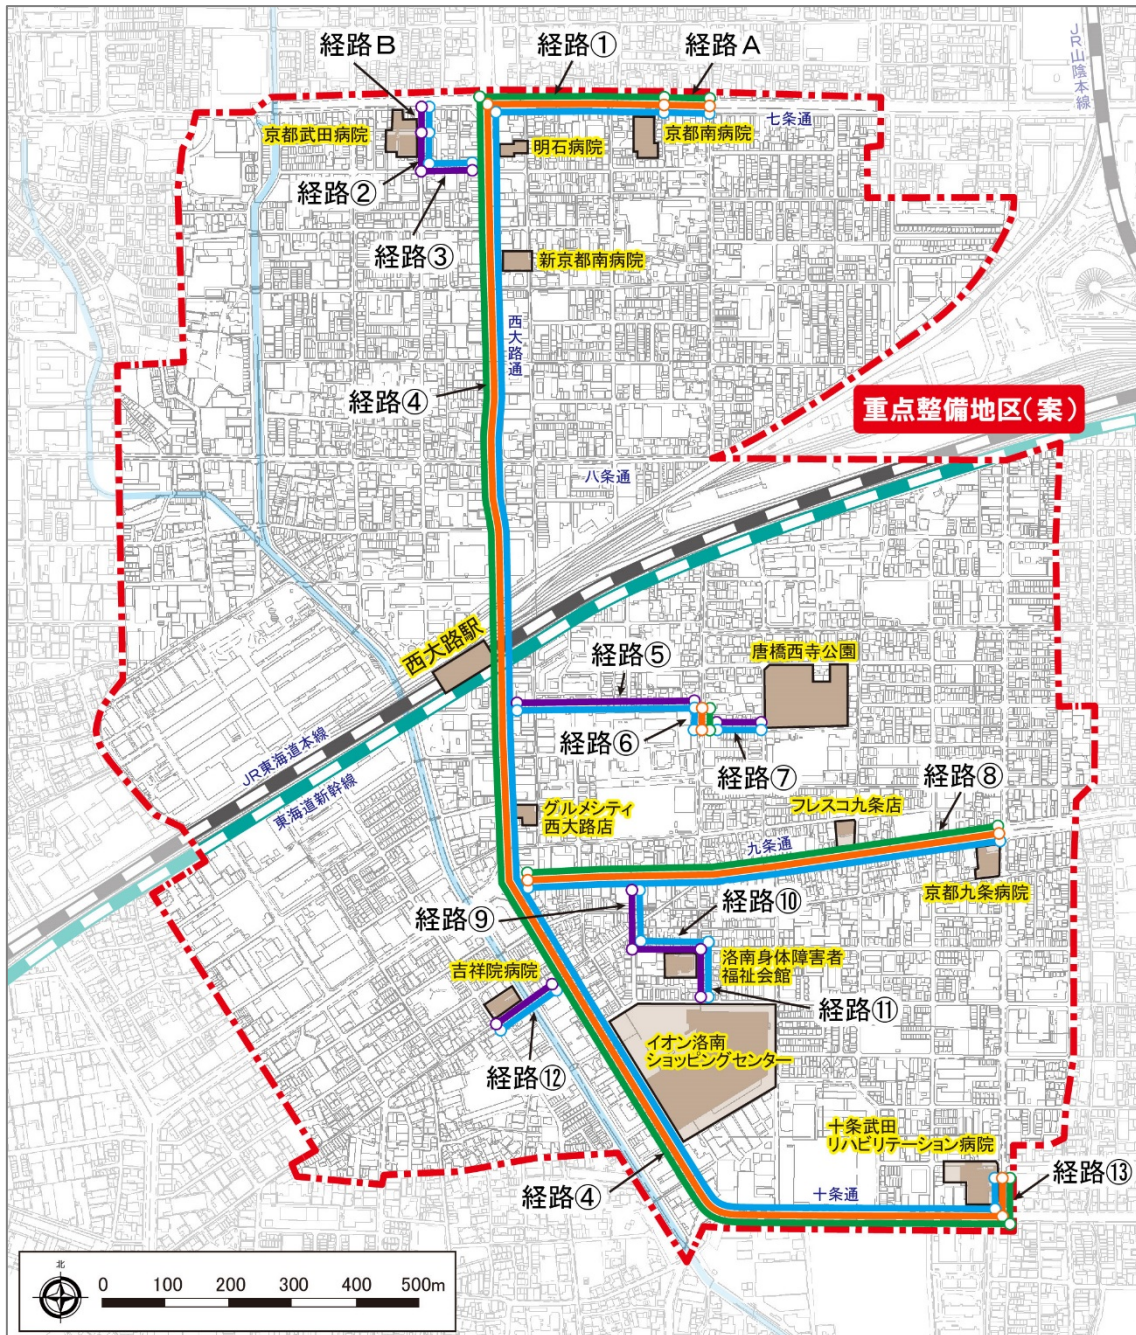 経路B
経路①
経路A
JR山陰本線
京都武田病院
明石病院
京都南病院
七条通
経路②
経路③
新京都南病院
西大路通
経路④
重点整備地区(案)
八条通
西大路駅
経路⑤
唐橋西寺公園
経路⑥
経路⑦
JR東海道本線
東海道新幹線
経路⑧
グルメシティ
西大路店
フレスコ九条店
九条通
京都九条病院
経路⑨
経路⑩
吉祥院病院
洛南身体障害者
福祉会館
経路⑪
イオン洛南
ショッピングセンター
経路⑫
十条武田
リハビリテーション病院
経路④
十条通
経路⑬
北
0 100 200 300 400 500m